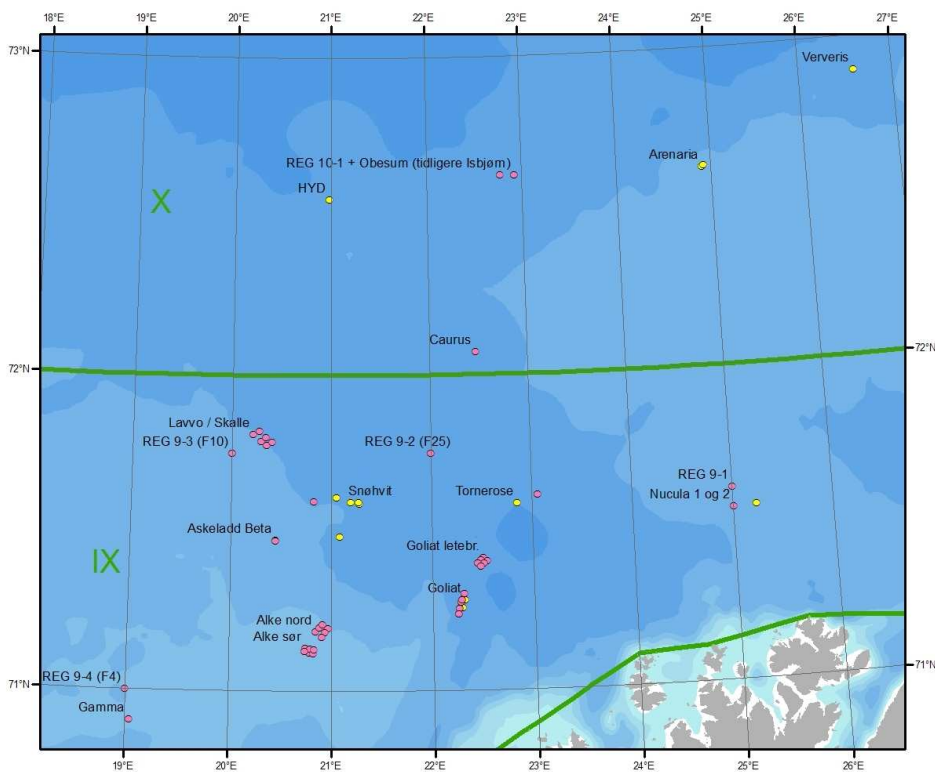 18°E 19°E 20°E 21°E 22°E 23°E 24°E 25°E 26°E 27°E
73°N
Ververis
Arenaria
REG 10-1 + Obesum (tidligere Isbjørn)
HYD
X
Caurus
72°N
72°N
Lavvo / Skalle
REG 9-3 (F10)
REG 9-2 (F25)
REG 9-1
Snøhvit
Tornerose
Nucula 1 og 2
Askeladd Beta
Goliat letebr.
IX
Goliat
Alke nord
Alke sør
71°N
REG 9-4 (F4)
71°N
Gamma
19°E 20°E 21°E 22°E 23°E 24°E 25°E 26°E